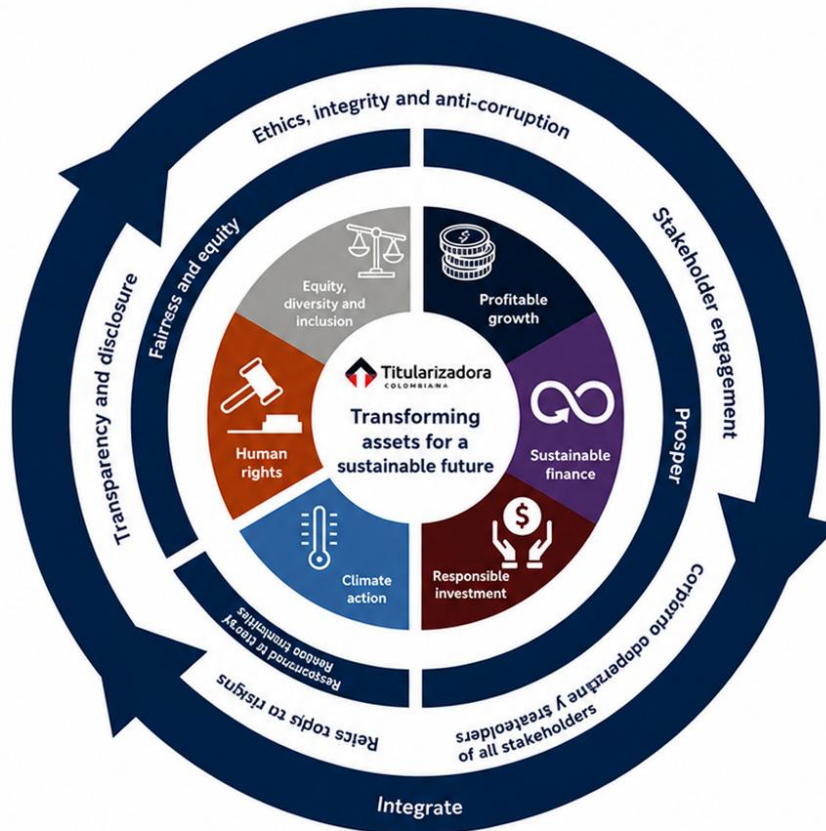 Ethics, integrity and anti-corruption
Stakeholder engagement
Transparency and disclosure
Fairness and equity
Prosper
Equity,
diversity and
inclusion
Profitable
growth
Human
rights
Sustainable
finance
Climate
action
Responsible
investment
Titularizadora
COLOMBIANA
Transforming
assets for a
sustainable future
of all stakeholders
Integrate